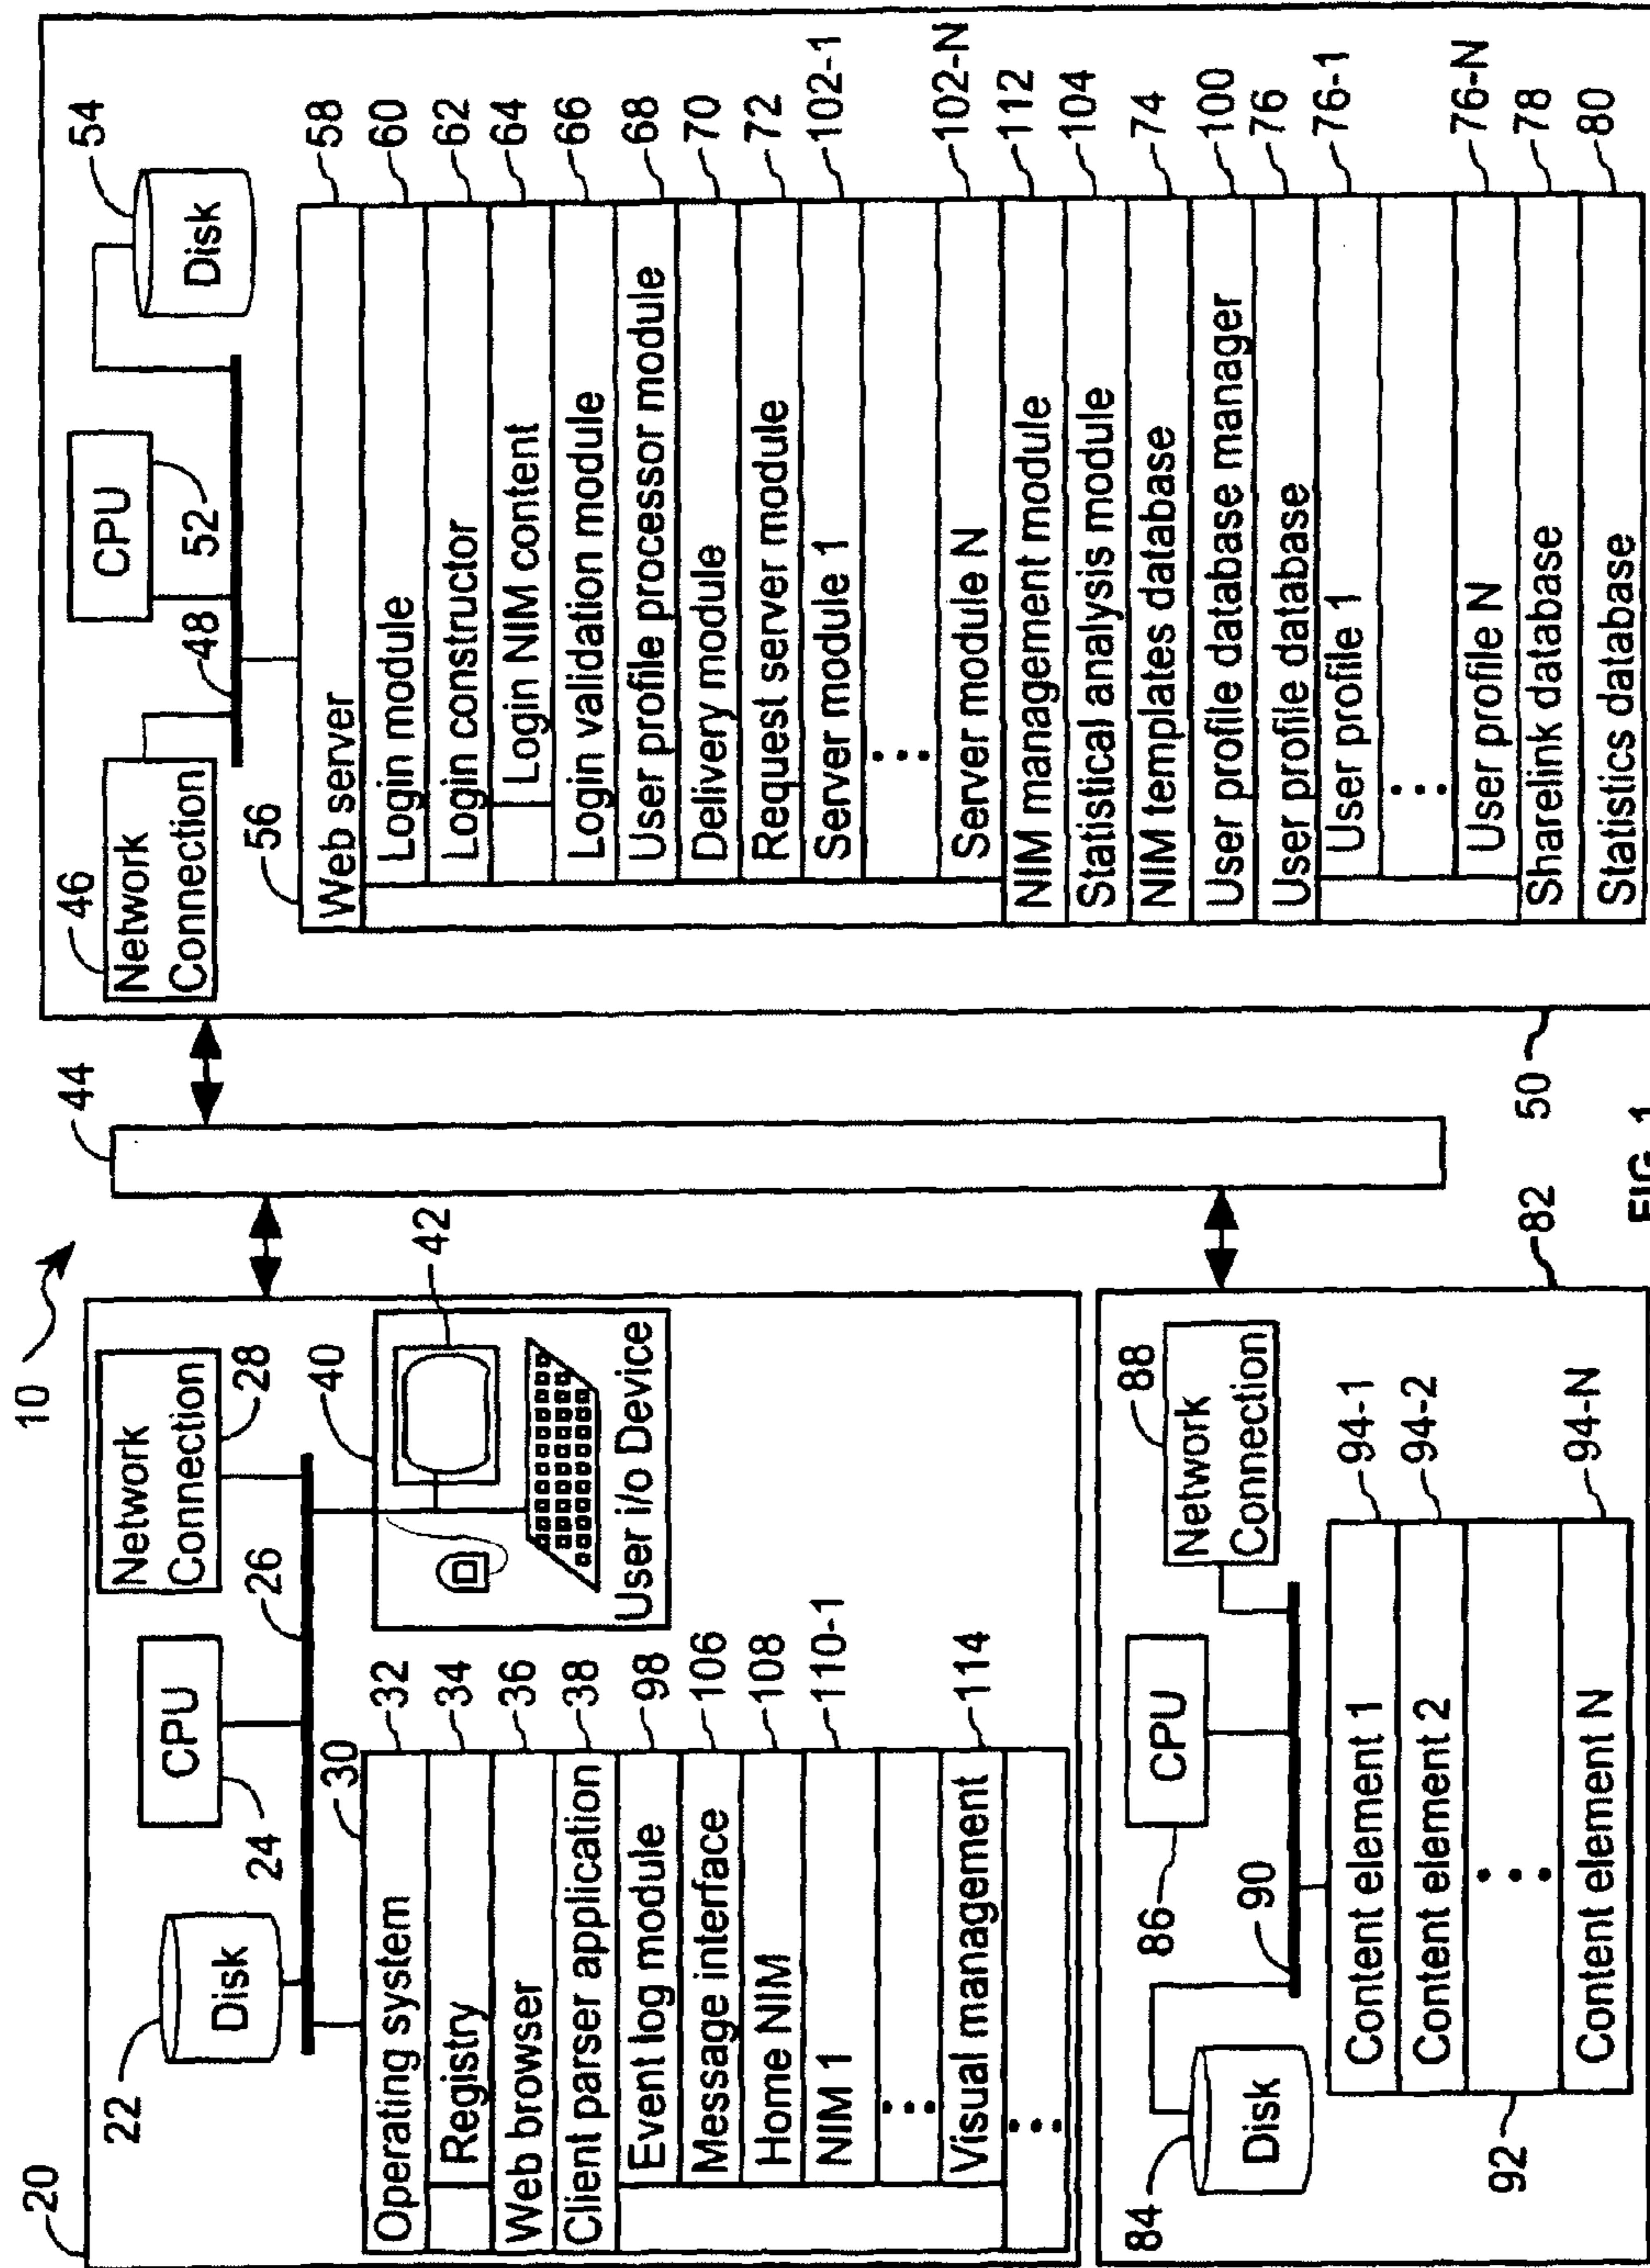 10
20
22
Disk
CPU
24
Network
Connection
28
26
30
Operating system
32
Registry
34
Web browser
36
Client parser application
38
Event log module
98
Message interface
106
Home NIM
108
NIM 1
110-1
Visual management
114
40
42
User i/o Device
44
46
Network
Connection
48
CPU
52
54
Disk
56
Web server
58
Login module
60
Login constructor
62
Login NIM content
64
Login validation module
66
User profile processor module
68
Delivery module
70
Request server module
72
Server module 1
102-1
Server module N
102-N
NIM management module
112
Statistical analysis module
104
NIM templates database
74
User profile database manager
100
User profile database
76
User profile 1
76-1
User profile N
76-N
Sharelink database
78
Statistics database
80
50
82
84
Disk
86
CPU
88
Network
Connection
90
92
Content element 1
94-1
Content element 2
94-2
Content element N
94-N
FIG. 1